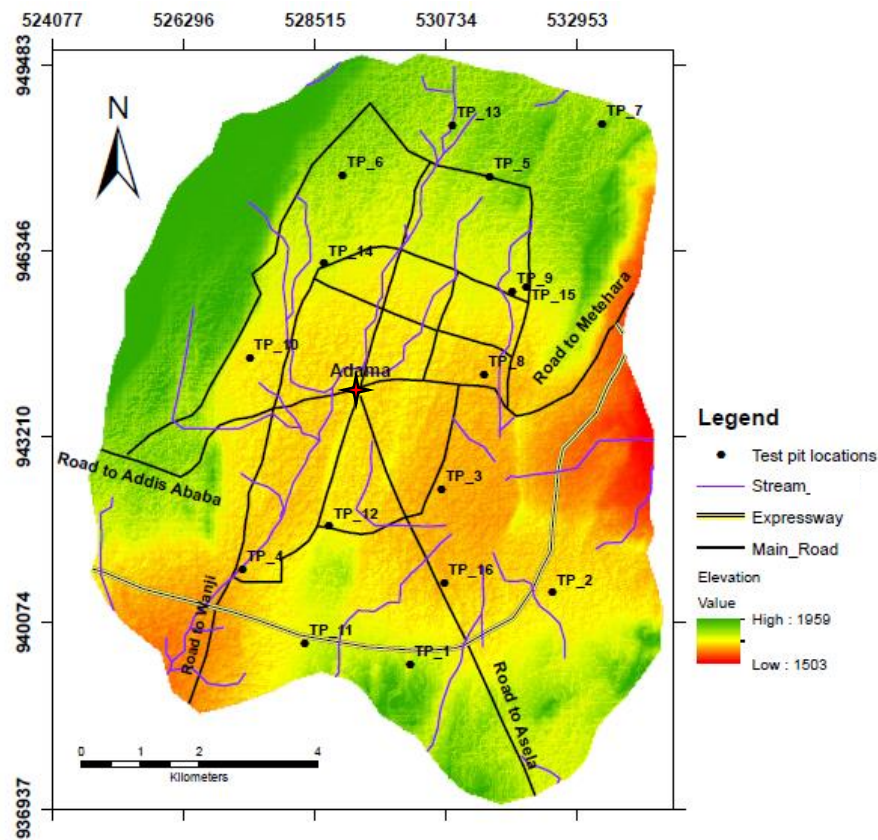 524077 526296 528515 530734 532953
949483
N
TP_13
TP_7
TP_6
TP_5
946346
TP_14
TP_9
TP_15
Road to Metehara
TP_10
TP_8
Adama
943210
Road to Addis Ababa
TP_3
TP_12
TP_4
TP_16
TP_2
940074
Road to Wanji
TP_11
TP_1
Road to Asela
0 1 2 4
Kilometers
936937
Legend
Test pit locations
Stream_
Expressway
Main_Road
Elevation
Value
High : 1959
Low : 1503